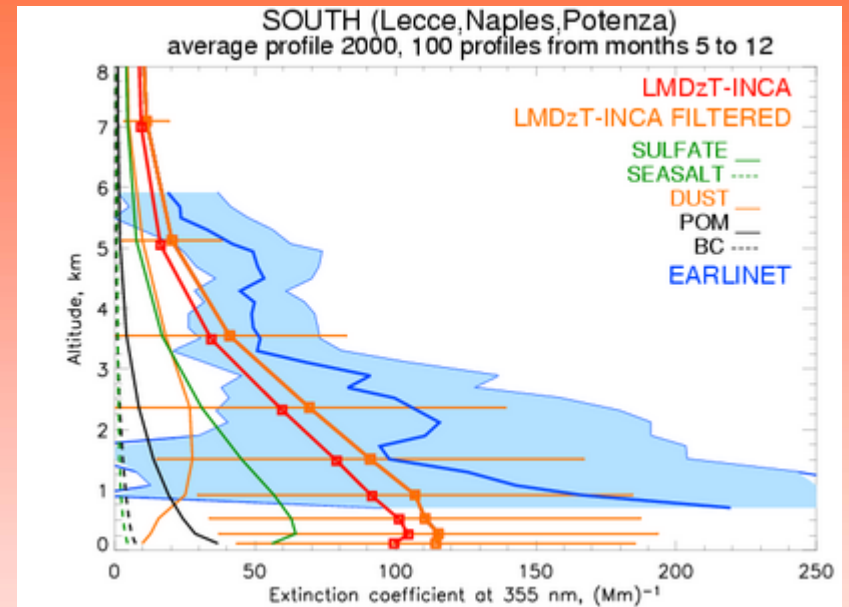 SOUTH (Lecce,Naples,Potenza)
average profile 2000, 100 profiles from months 5 to 12
8
7
6
5
4
3
2
1
0
Altitude, km
LMDzT-INCA
LMDzT-INCA FILTERED
SULFATE
SEASALT
DUST
POM
BC
EARLINET
0 50 100 150 200 250
Extinction coefficient at 355 nm, (Mm)⁻¹